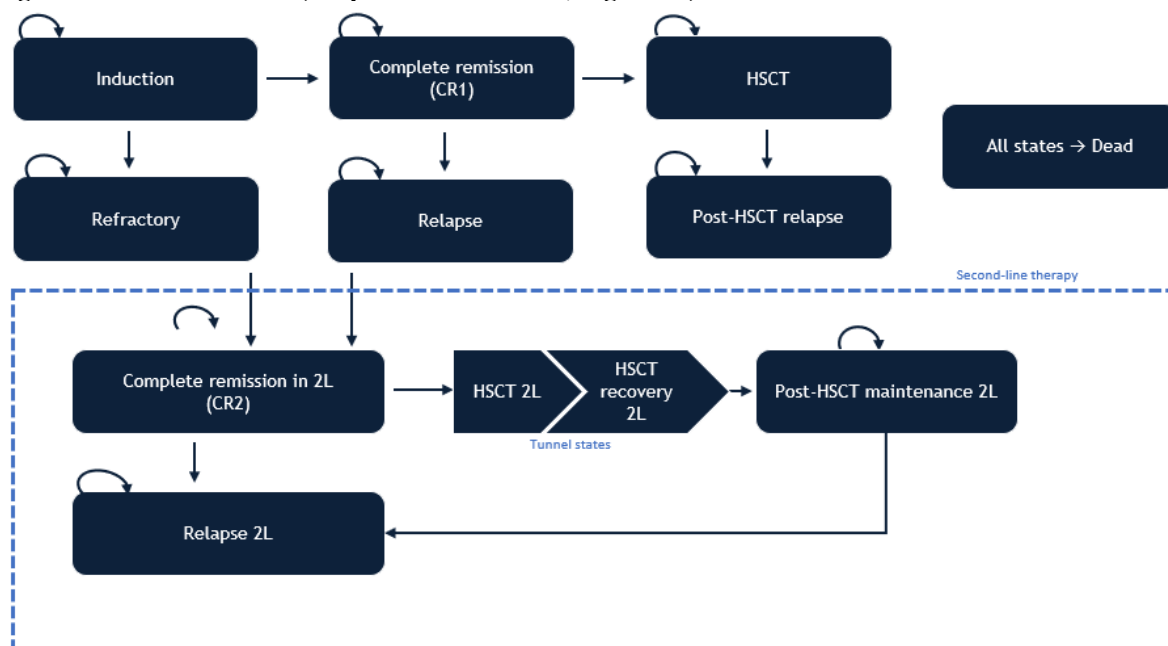 Induction
Complete remission
(CR1)
HSCT
All states → Dead
Refractory
Relapse
Post-HSCT relapse
Second-line therapy
Complete remission in 2L
(CR2)
HSCT 2L
HSCT
recovery
2L
Post-HSCT maintenance 2L
Tunnel states
Relapse 2L